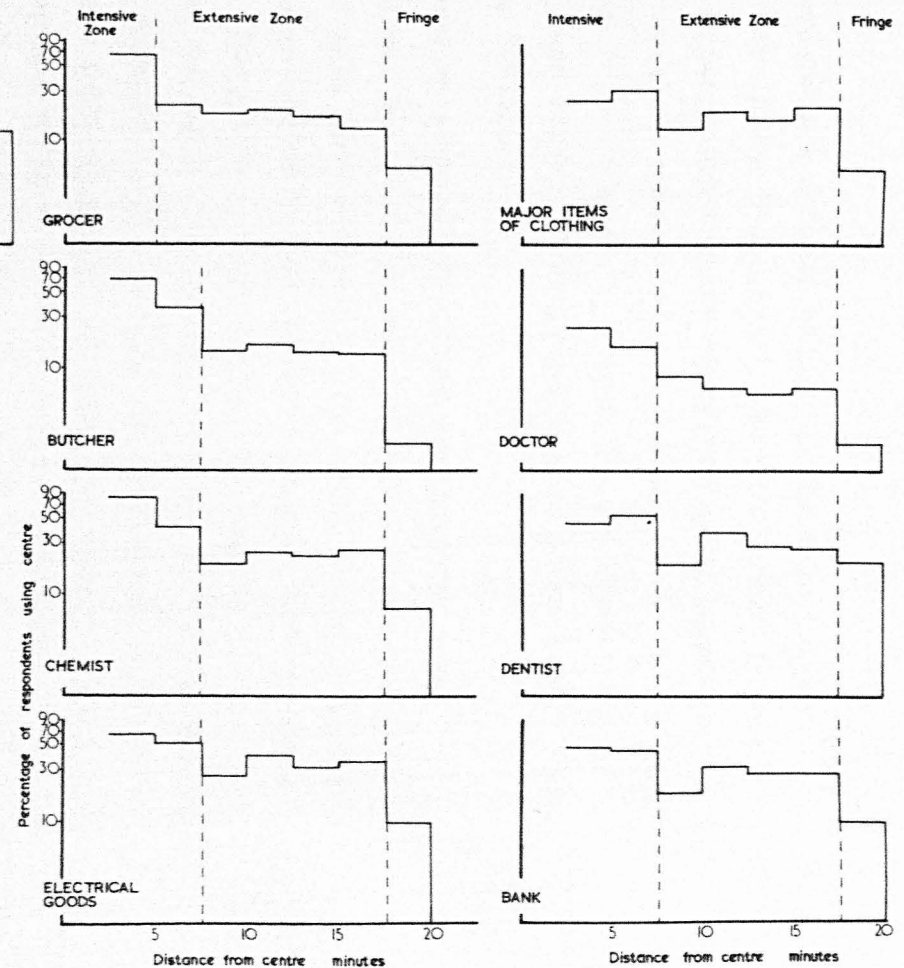 Intensive
Zone
Extensive Zone
Fringe
90
70
50
30
10
GROCER
Intensive
Extensive Zone
Fringe
MAJOR ITEMS
OF CLOTHING
90
70
50
30
10
BUTCHER
DOCTOR
Percentage of respondents using centre
90
70
50
30
10
CHEMIST
DENTIST
90
70
50
30
10
ELECTRICAL
GOODS
BANK
5 10 15 20
Distance from centre minutes
5 10 15 20
Distance from centre minutes